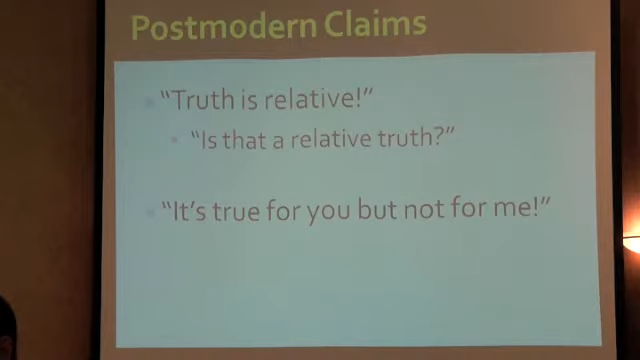 Postmodern Claims
“Truth is relative!”
“Is that a relative truth?”
“It’s true for you but not for me!”